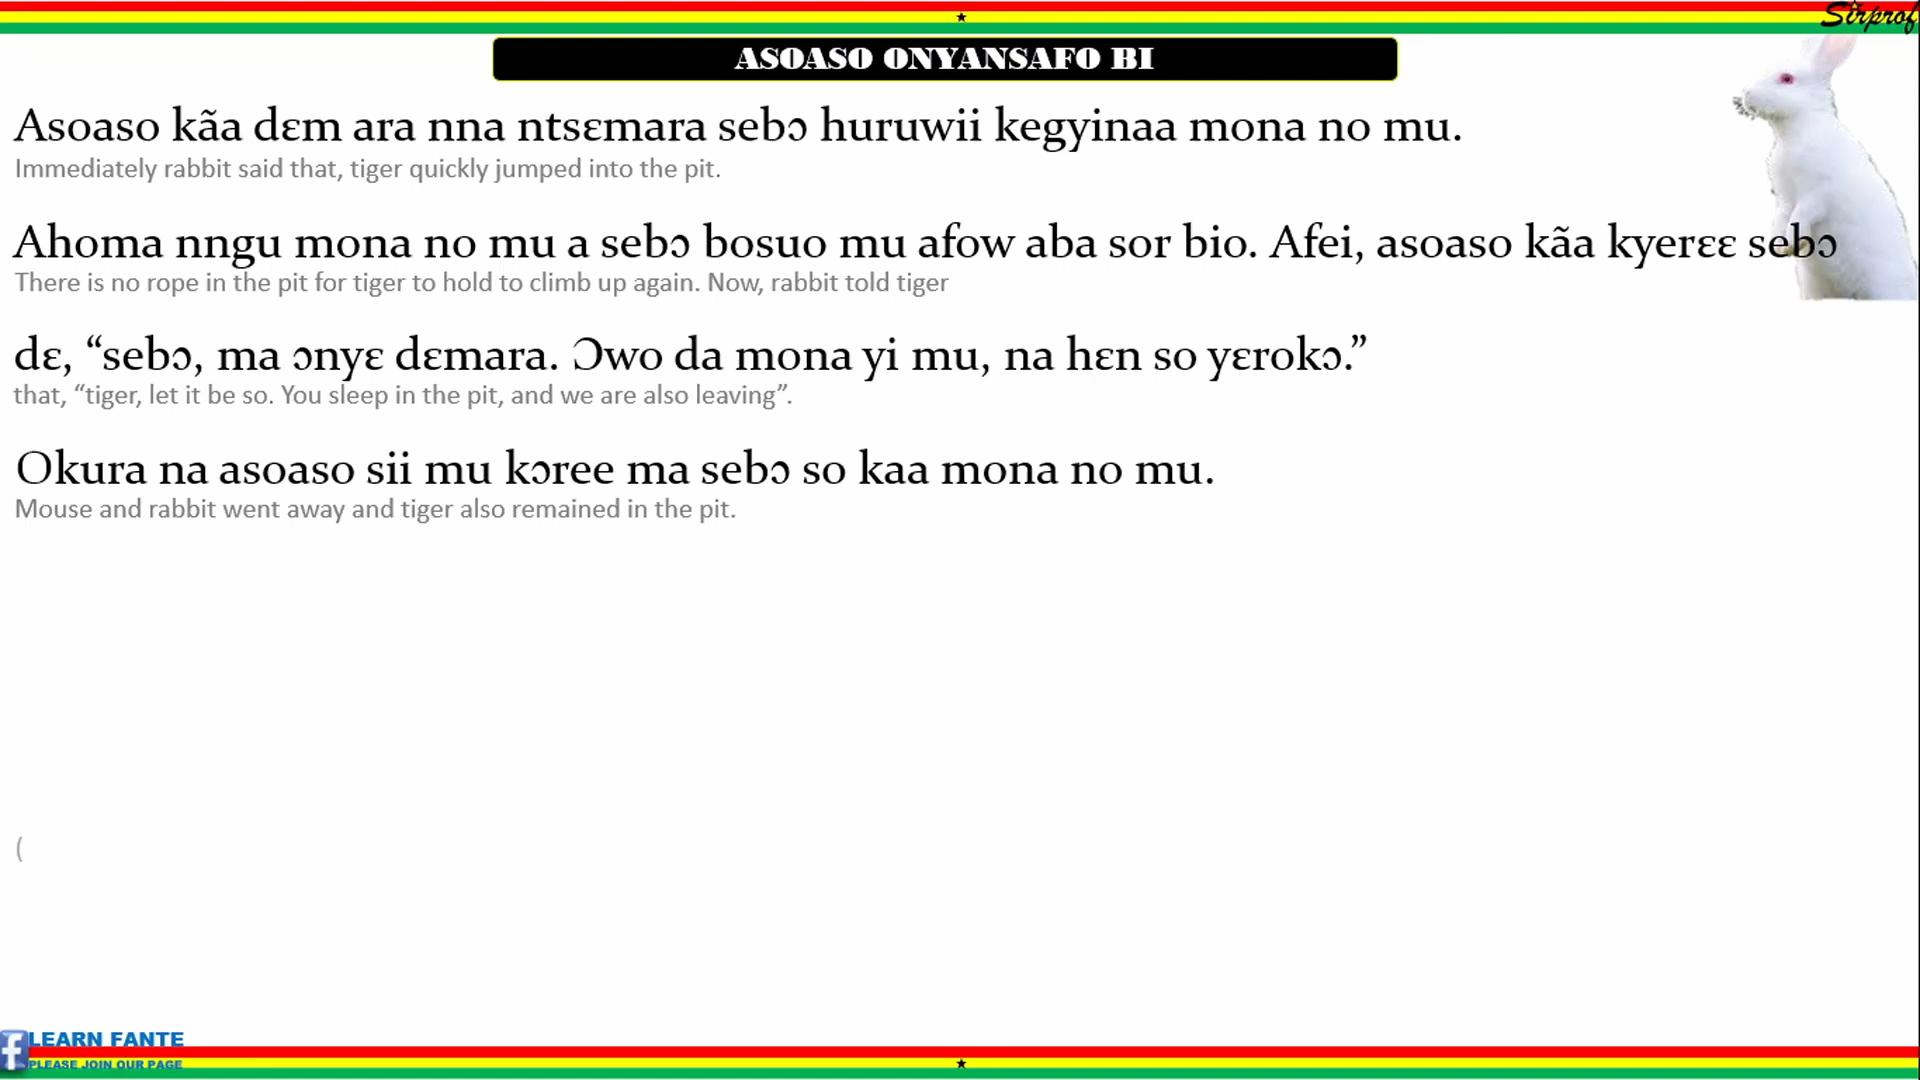 Sirprof
ASOASO ONYANSAFO BI
Asoaso kãa dɛm ara nna ntsɛmara sebɔ huruwii kegyinaa mona no mu.
Immediately rabbit said that, tiger quickly jumped into the pit.
Ahoma nngu mona no mu a sebɔ bosuo mu afow aba sor bio. Afei, asoaso kãa kyerɛɛ sebɔ
There is no rope in the pit for tiger to hold to climb up again. Now, rabbit told tiger
dɛ, “sebɔ, ma ɔnyɛ dɛmara. Ɔwo da mona yi mu, na hɛn so yɛrokɔ.”
that, “tiger, let it be so. You sleep in the pit, and we are also leaving”.
Okura na asoaso sii mu kɔree ma sebɔ so kaa mona no mu.
Mouse and rabbit went away and tiger also remained in the pit.
(
LEARN FANTE
PLEASE JOIN OUR PAGE